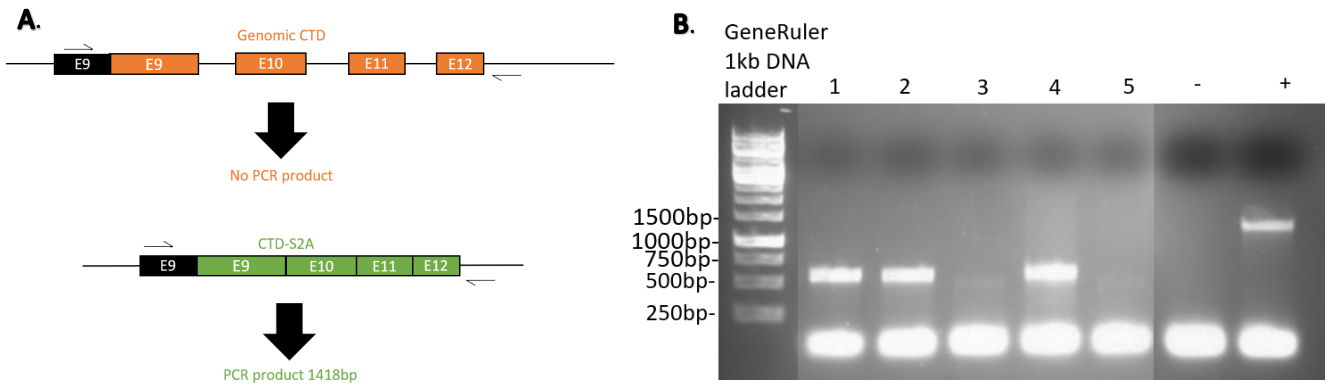 A.
Genomic CTD
E9 E9 E10 E11 E12
No PCR product
CTD-S2A
E9 E9 E10 E11 E12
PCR product 1418bp
B.
GeneRuler
1kb DNA
ladder
1 2 3 4 5 - +
1500bp-
1000bp-
750bp-
500bp-
250bp-